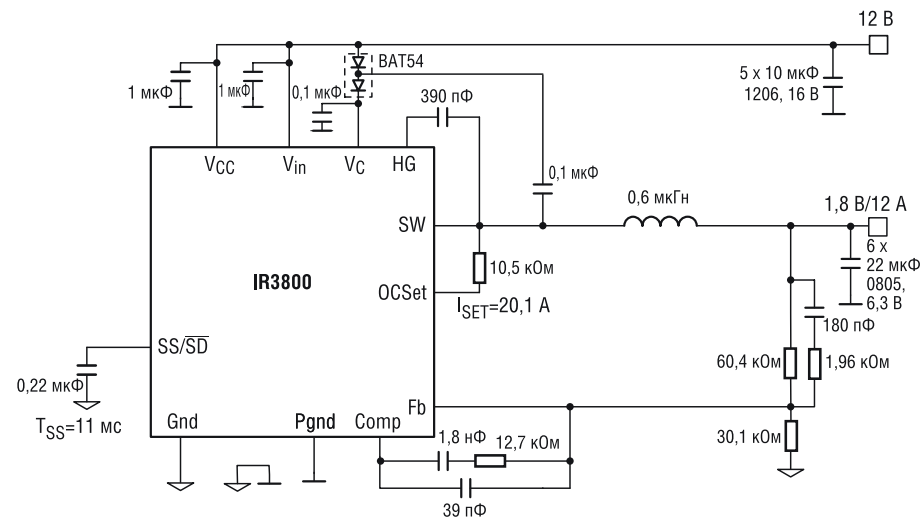 12 В
BAT54
1 мкФ
1 мкФ
0,1 мкФ
390 пФ
5 x 10 мкФ
1206, 16 В
VCC
Vin
VC
HG
0,1 мкФ
0,6 мкГн
1,8 В/12 А
SW
10,5 кОм
6 x
22 мкФ
0805,
6,3 В
IR3800
OCSet
ISET=20,1 А
180 пФ
SS/SD
0,22 мкФ
60,4 кОм
1,96 кОм
TSS=11 мс
Fb
Gnd
Pgnd
Comp
1,8 нФ
12,7 кОм
30,1 кОм
39 пФ